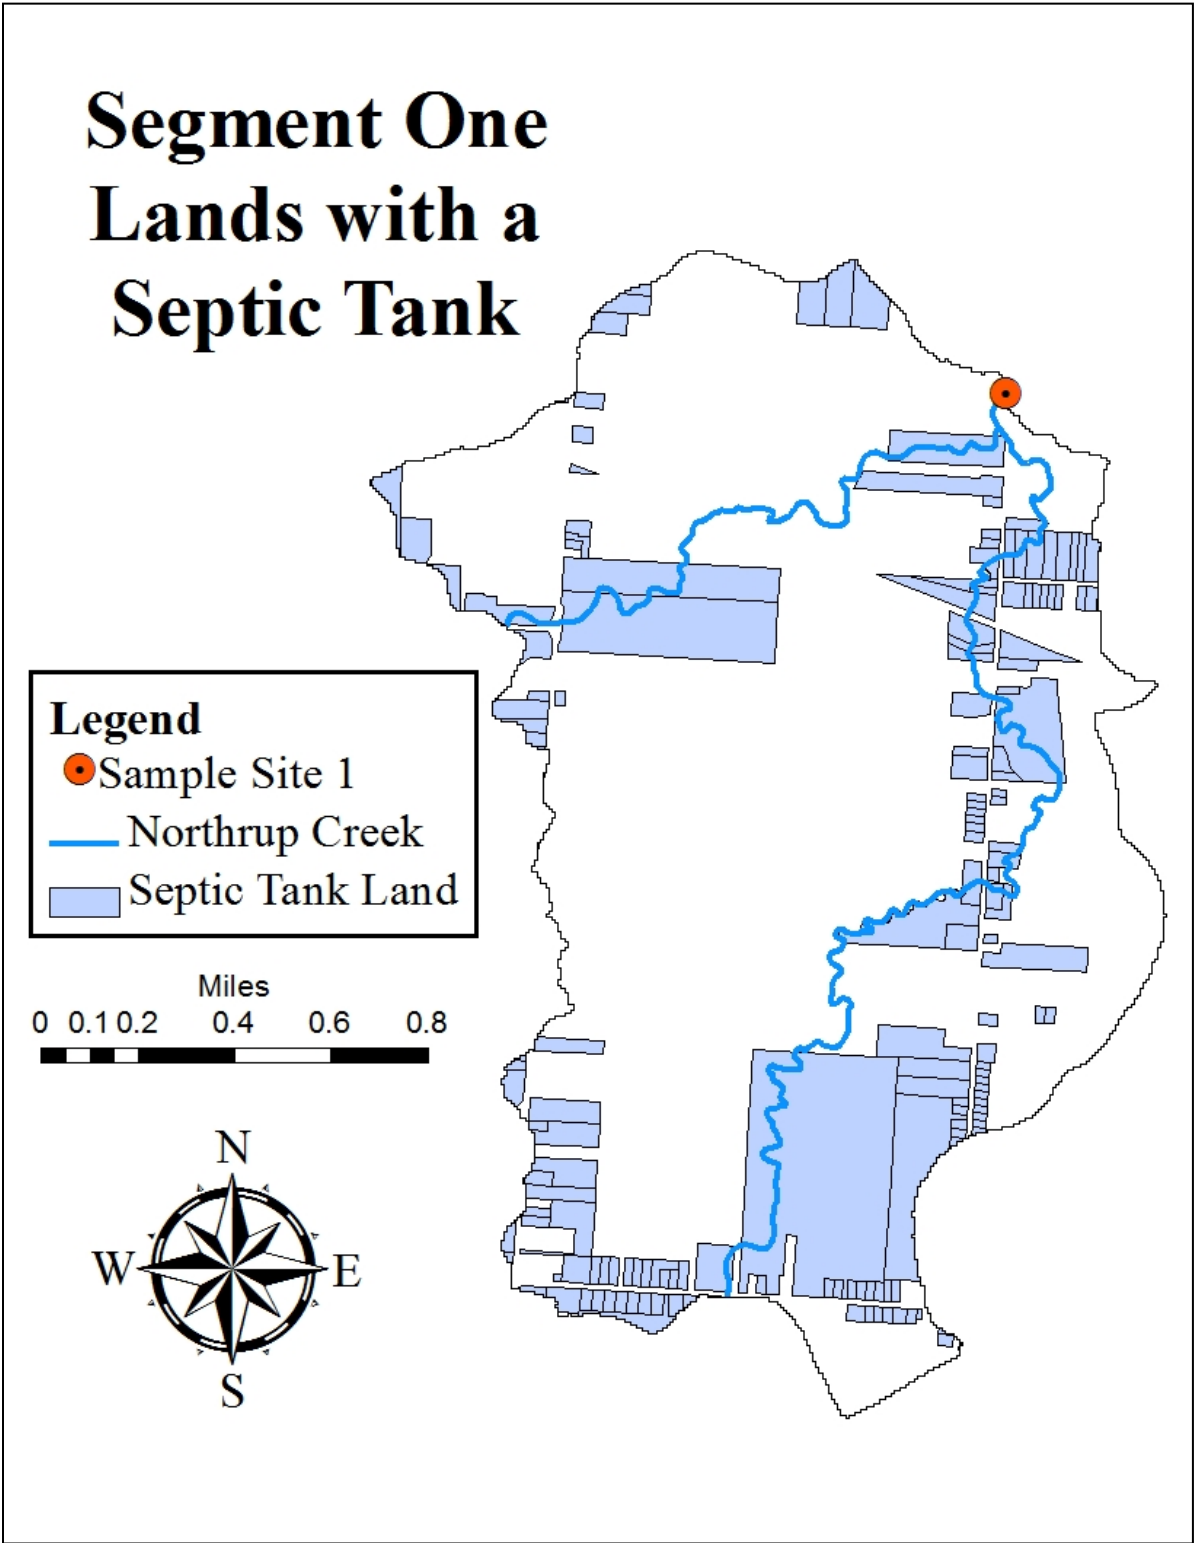 Segment One
Lands with a
Septic Tank
Legend
Sample Site 1
Northrup Creek
Septic Tank Land
Miles
0 0.1 0.2 0.4 0.6 0.8
N
W E
S